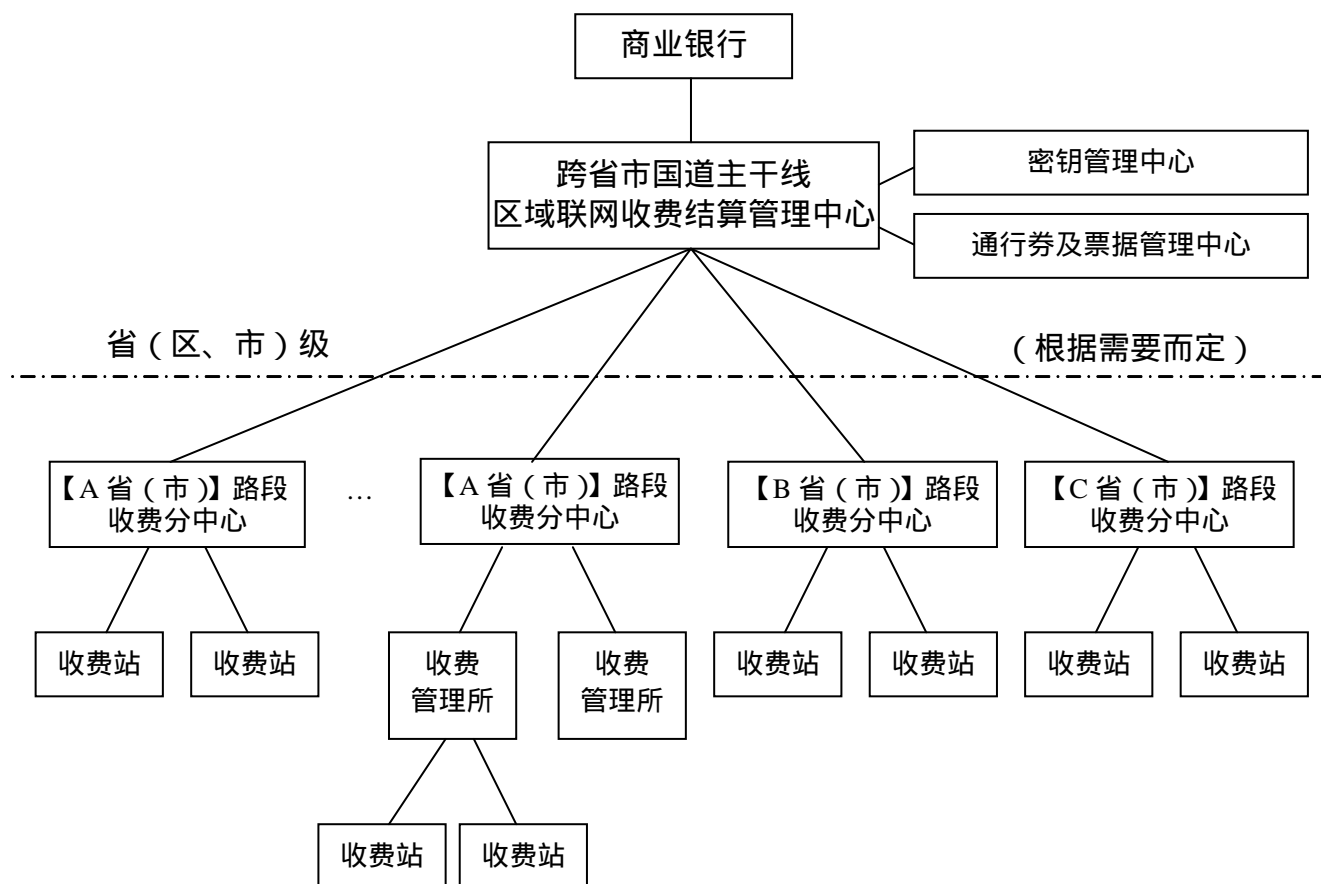 商业银行
跨省市国道主干线
区域联网收费结算管理中心
密钥管理中心
通行券及票据管理中心
省（区、市）级
（根据需要而定）
【A 省（市）】路段
收费分中心
…
【A 省（市）】路段
收费分中心
【B 省（市）】路段
收费分中心
【C 省（市）】路段
收费分中心
收费站
收费站
收费
管理所
收费
管理所
收费站
收费站
收费站
收费站
收费站
收费站